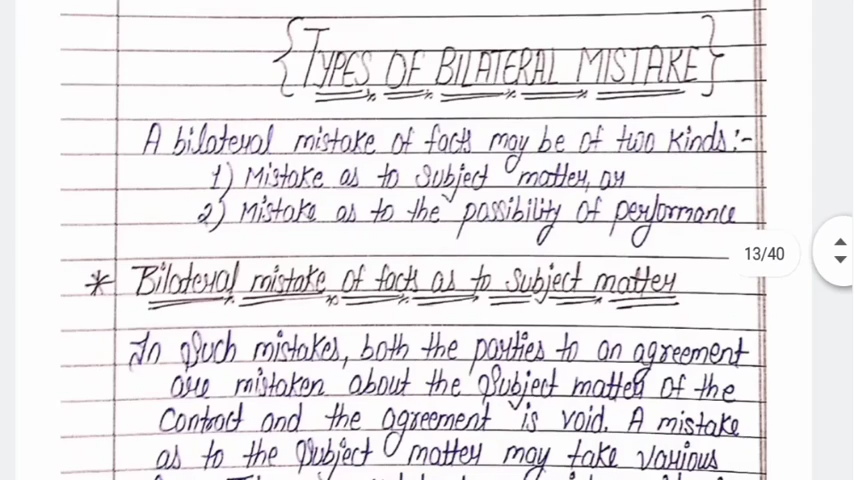 {TYPES OF BILATERAL MISTAKE}
A bilateral mistake of facts may be of two kinds:-
1) Mistake as to subject matter, or
2) Mistake as to the possibility of performance
13/40
* Bilateral mistake of facts as to subject matter
In such mistakes, both the parties to an agreement
are mistaken about the subject matter of the
contract and the agreement is void. A mistake
as to the subject matter may take various